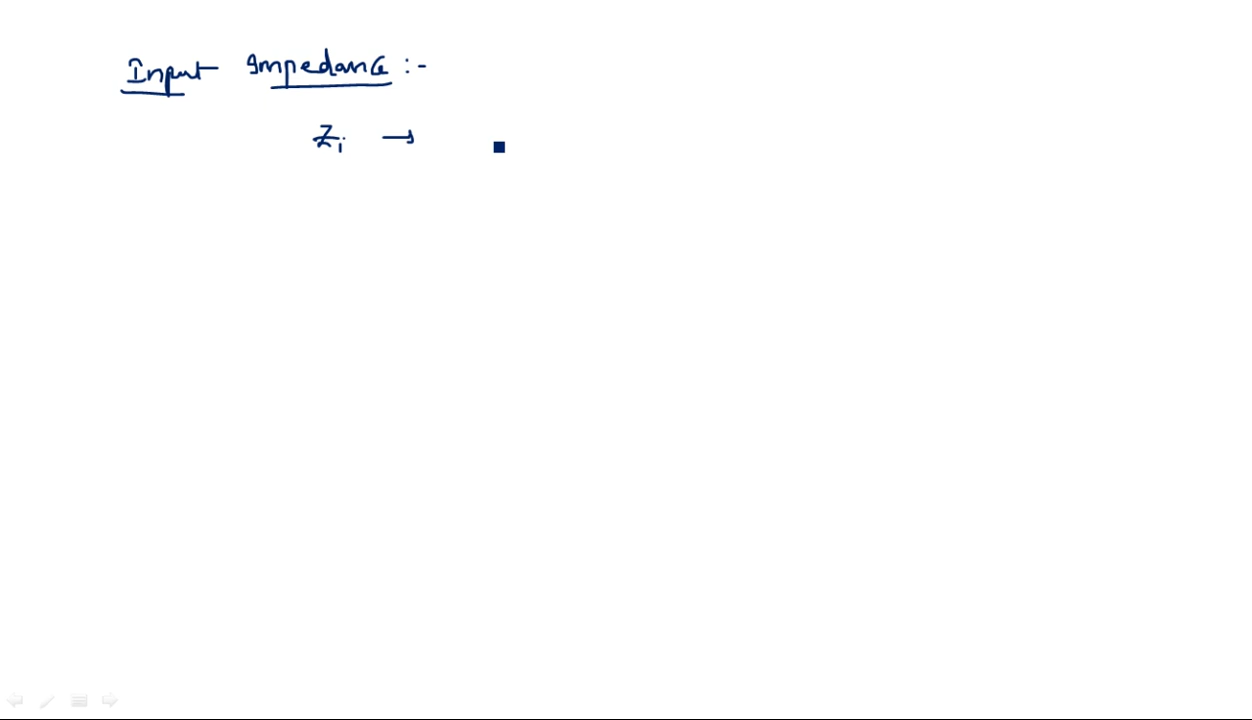 Input Impedance :-
Zi →